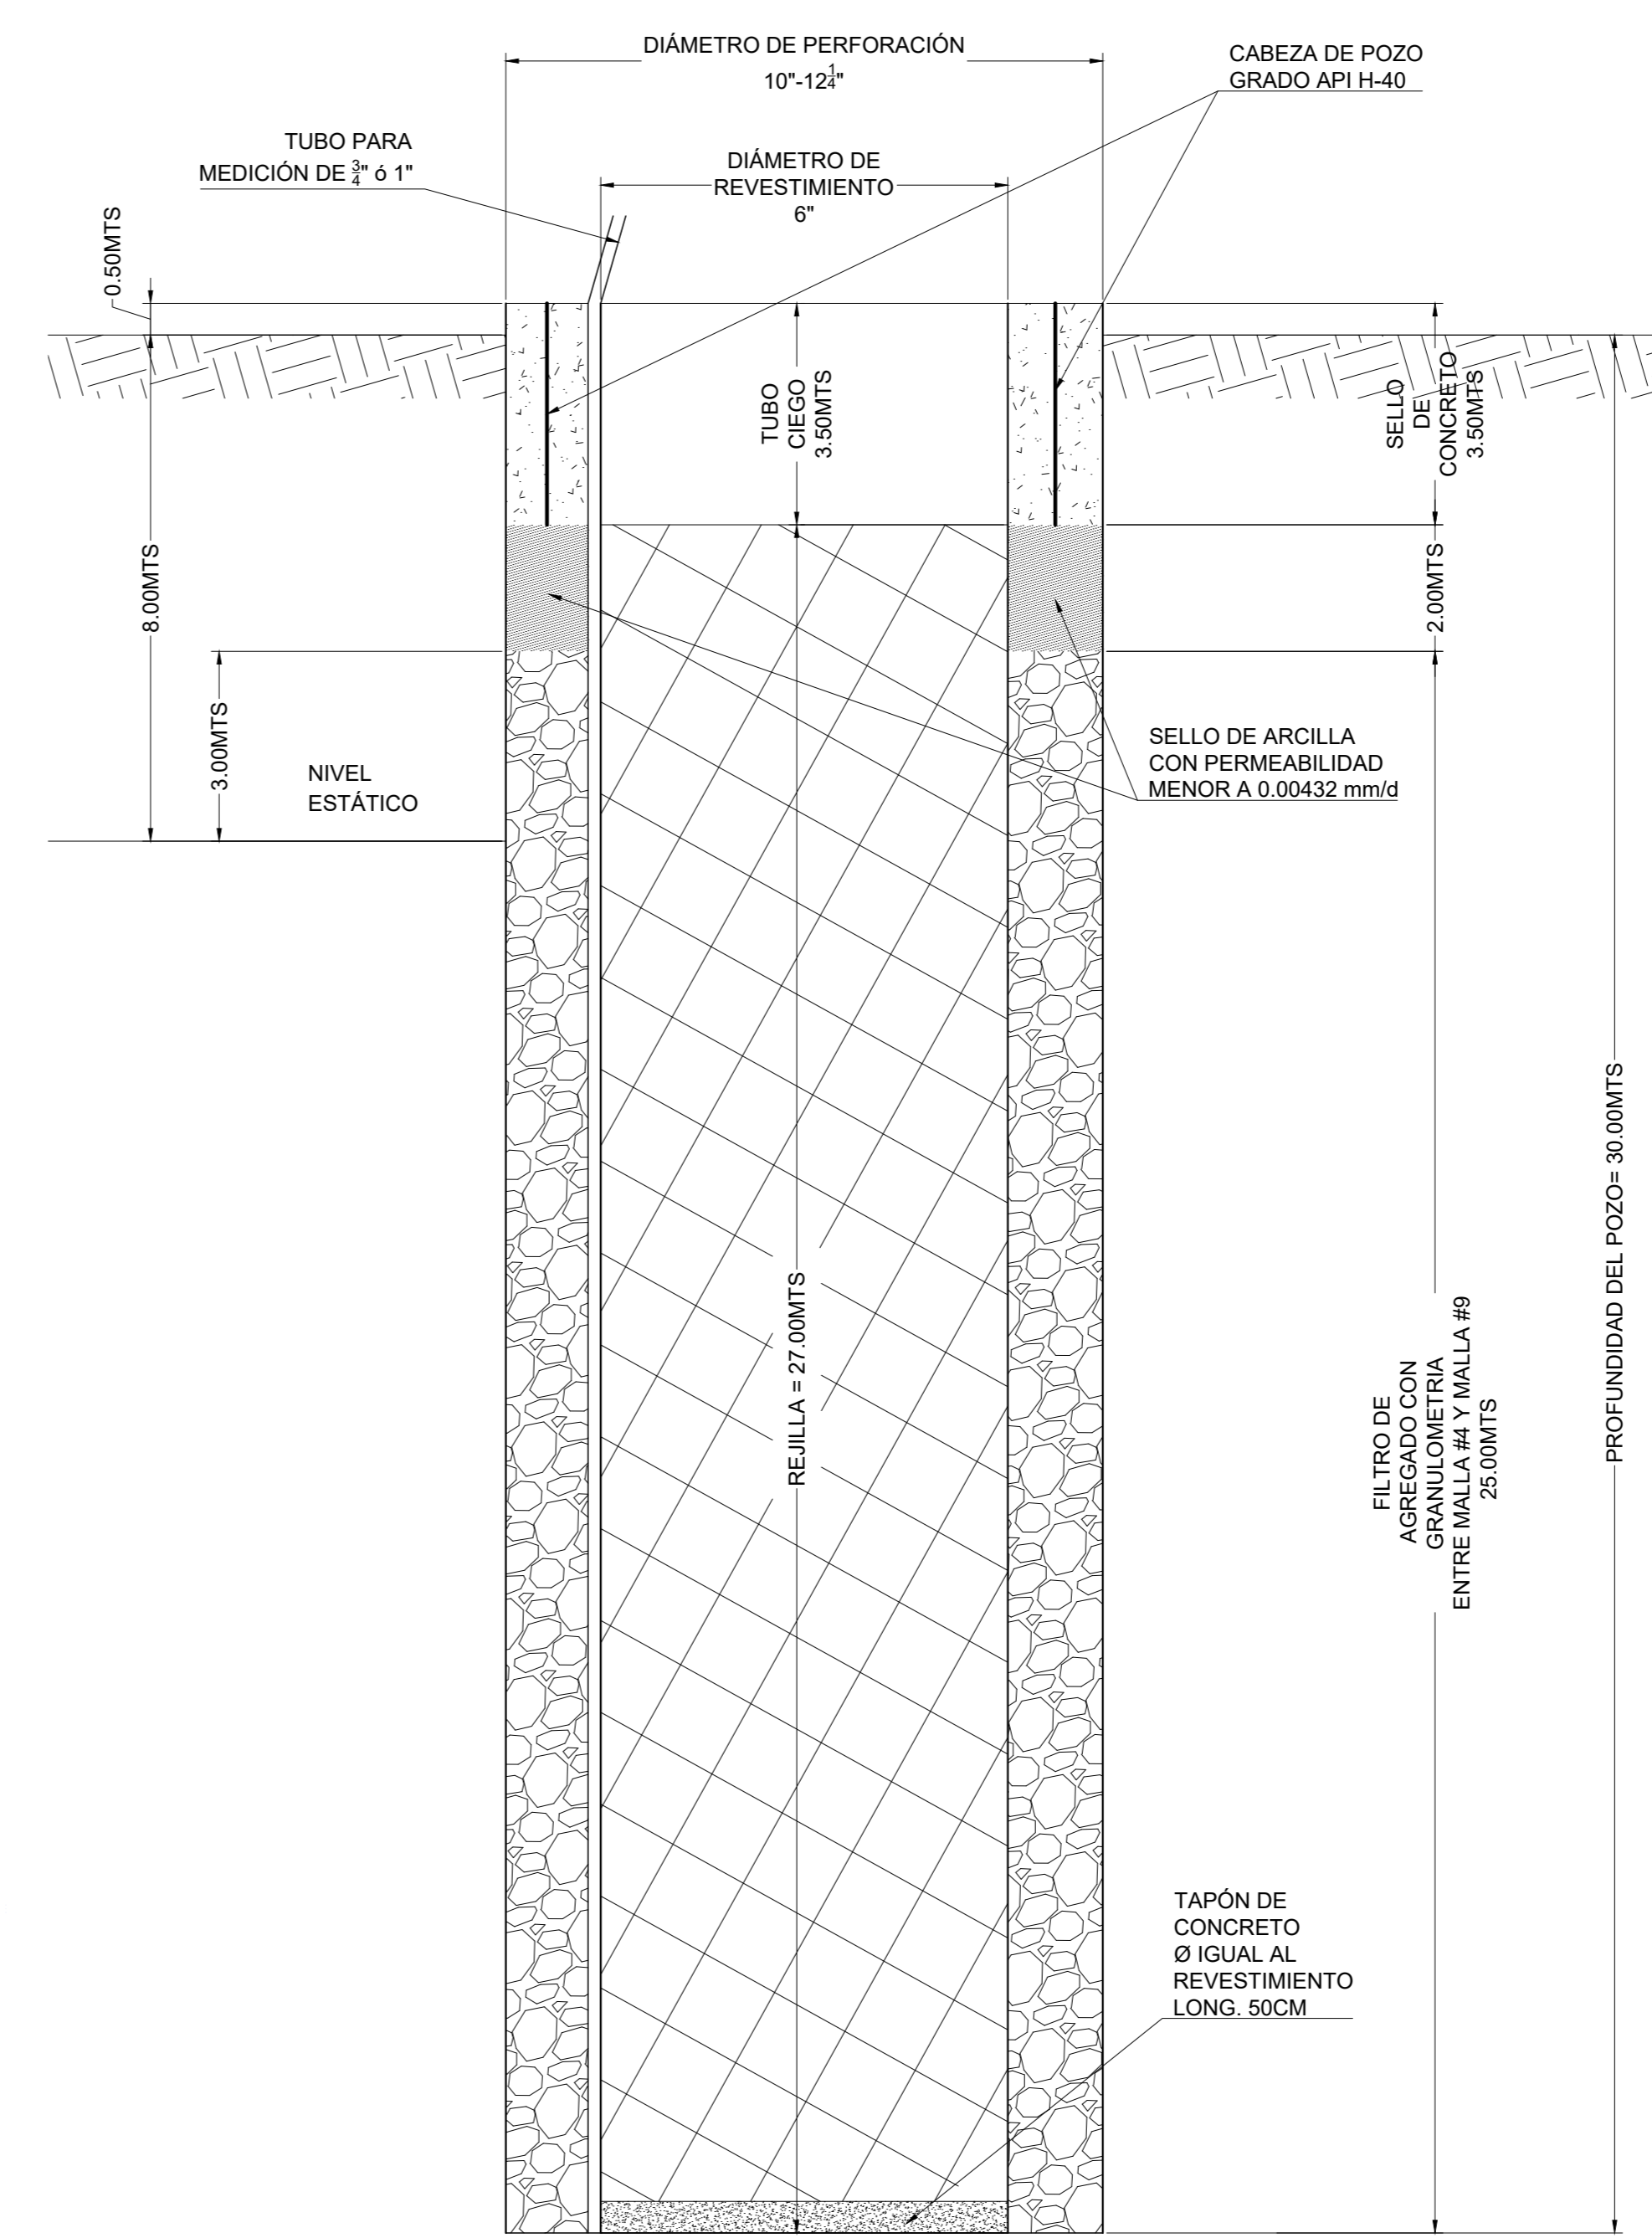 DIÁMETRO DE PERFORACIÓN
10"-12 1/4"
CABEZA DE POZO
GRADO API H-40
TUBO PARA
MEDICIÓN DE 3/4" ó 1"
DIÁMETRO DE
REVESTIMIENTO
6"
0.50MTS
TUBO
CIEGO
3.50MTS
SELLO
DE
CONCRETO
3.50MTS
8.00MTS
2.00MTS
3.00MTS
NIVEL
ESTÁTICO
SELLO DE ARCILLA
CON PERMEABILIDAD
MENOR A 0.00432 mm/d
REJILLA = 27.00MTS
FILTRO DE
AGREGADO CON
GRANULOMETRIA
ENTRE MALLA #4 Y MALLA #9
25.00MTS
PROFUNDIDAD DEL POZO= 30.00MTS
TAPÓN DE
CONCRETO
Ø IGUAL AL
REVESTIMIENTO
LONG. 50CM